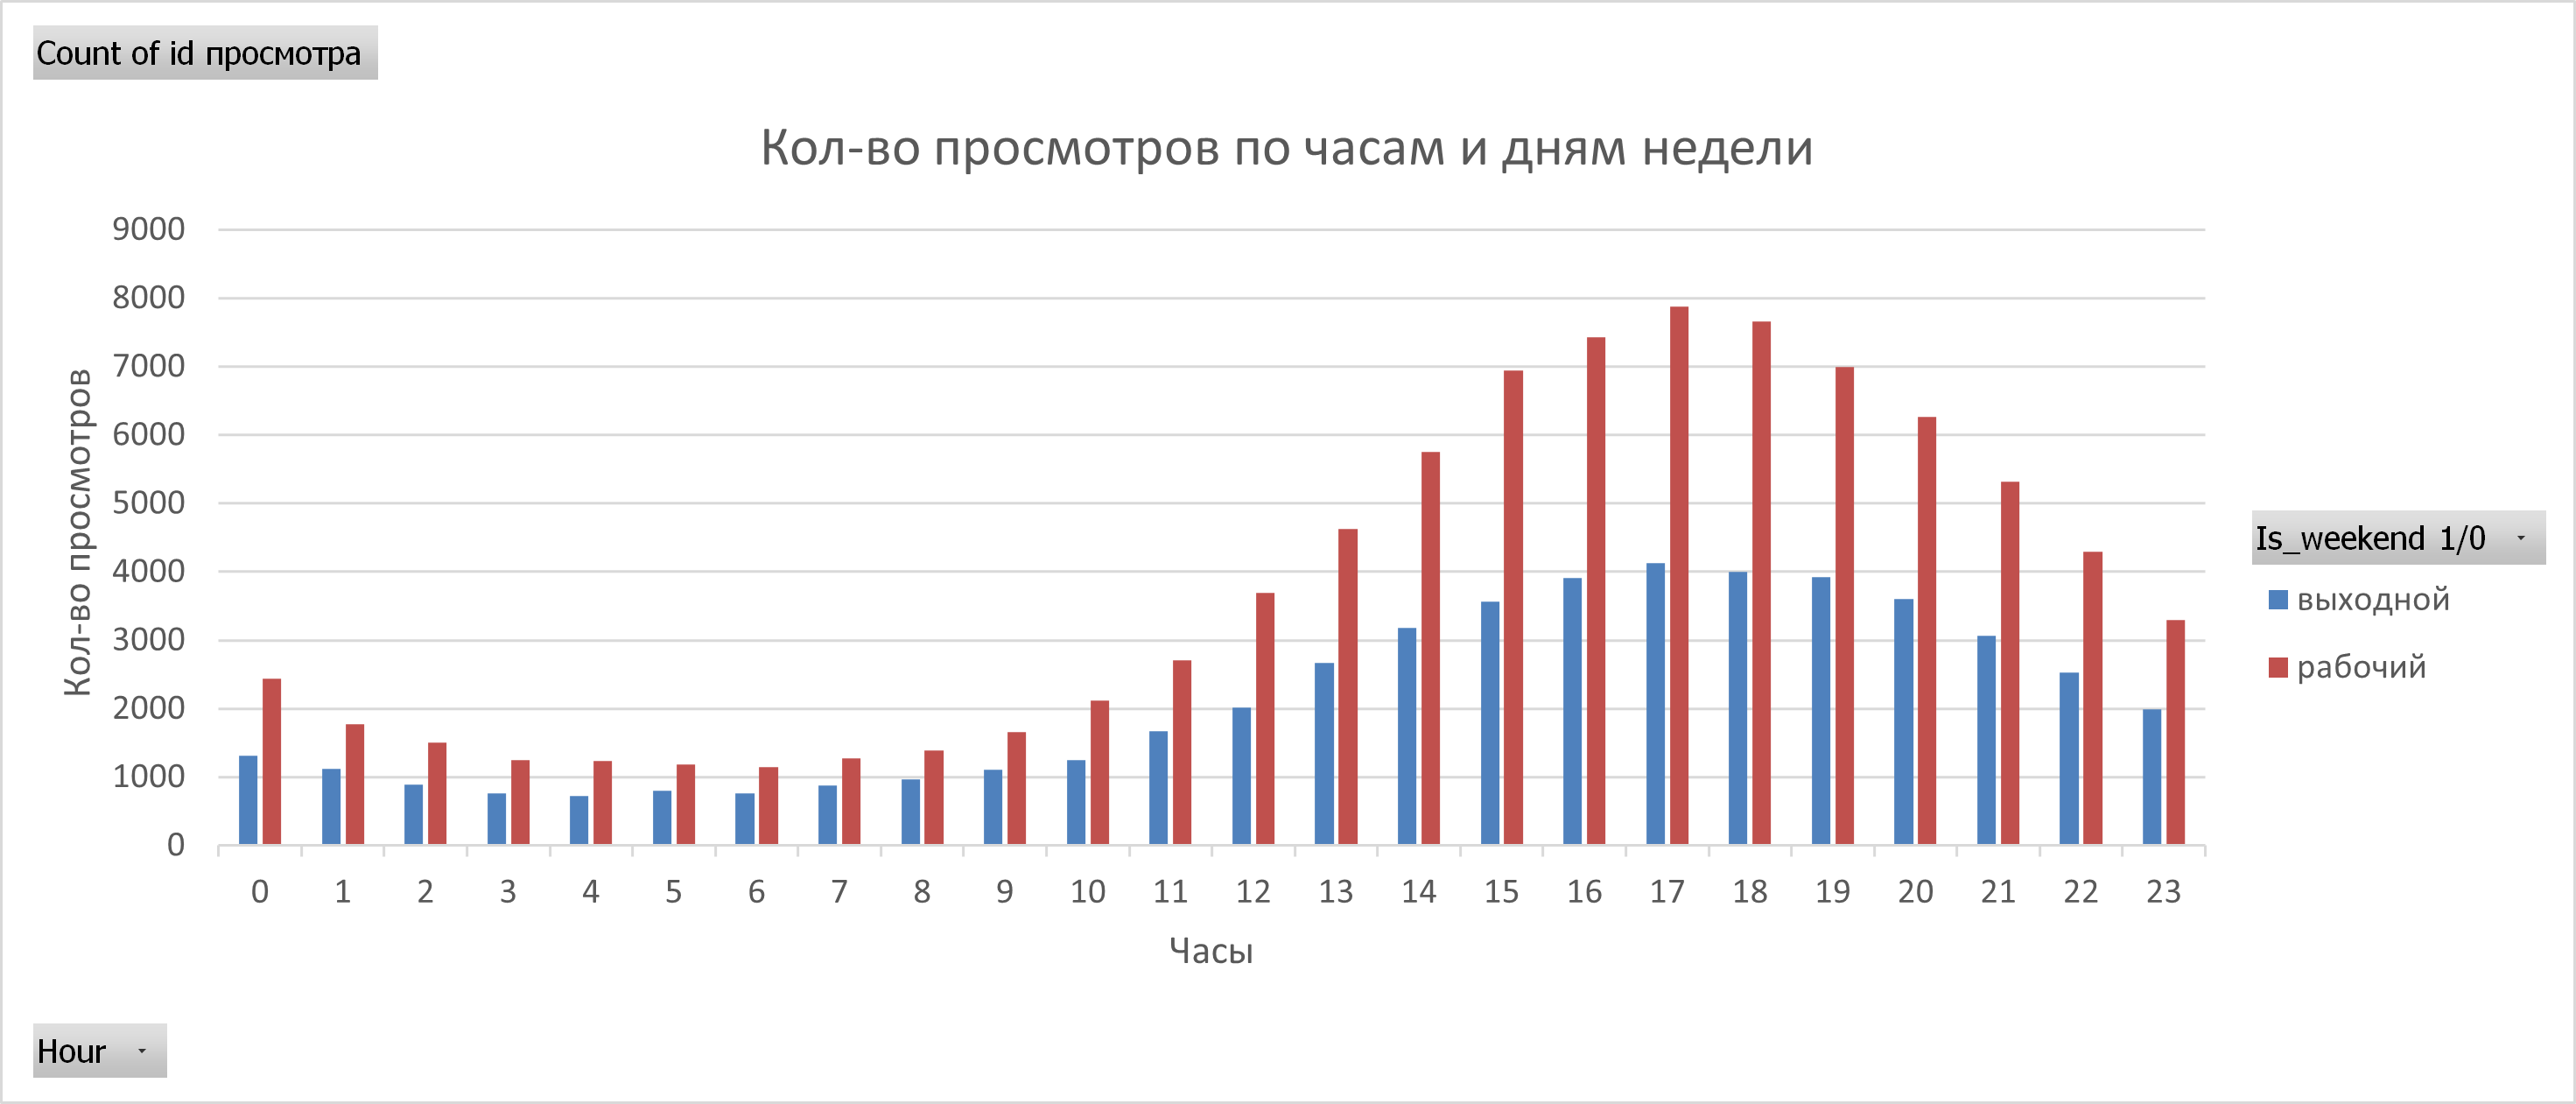 Count of id просмотра
Кол-во просмотров по часам и дням недели
Кол-во просмотров
9000
8000
7000
6000
5000
4000
3000
2000
1000
0
0 1 2 3 4 5 6 7 8 9 10 11 12 13 14 15 16 17 18 19 20 21 22 23
Часы
Is_weekend 1/0
выходной
рабочий
Hour